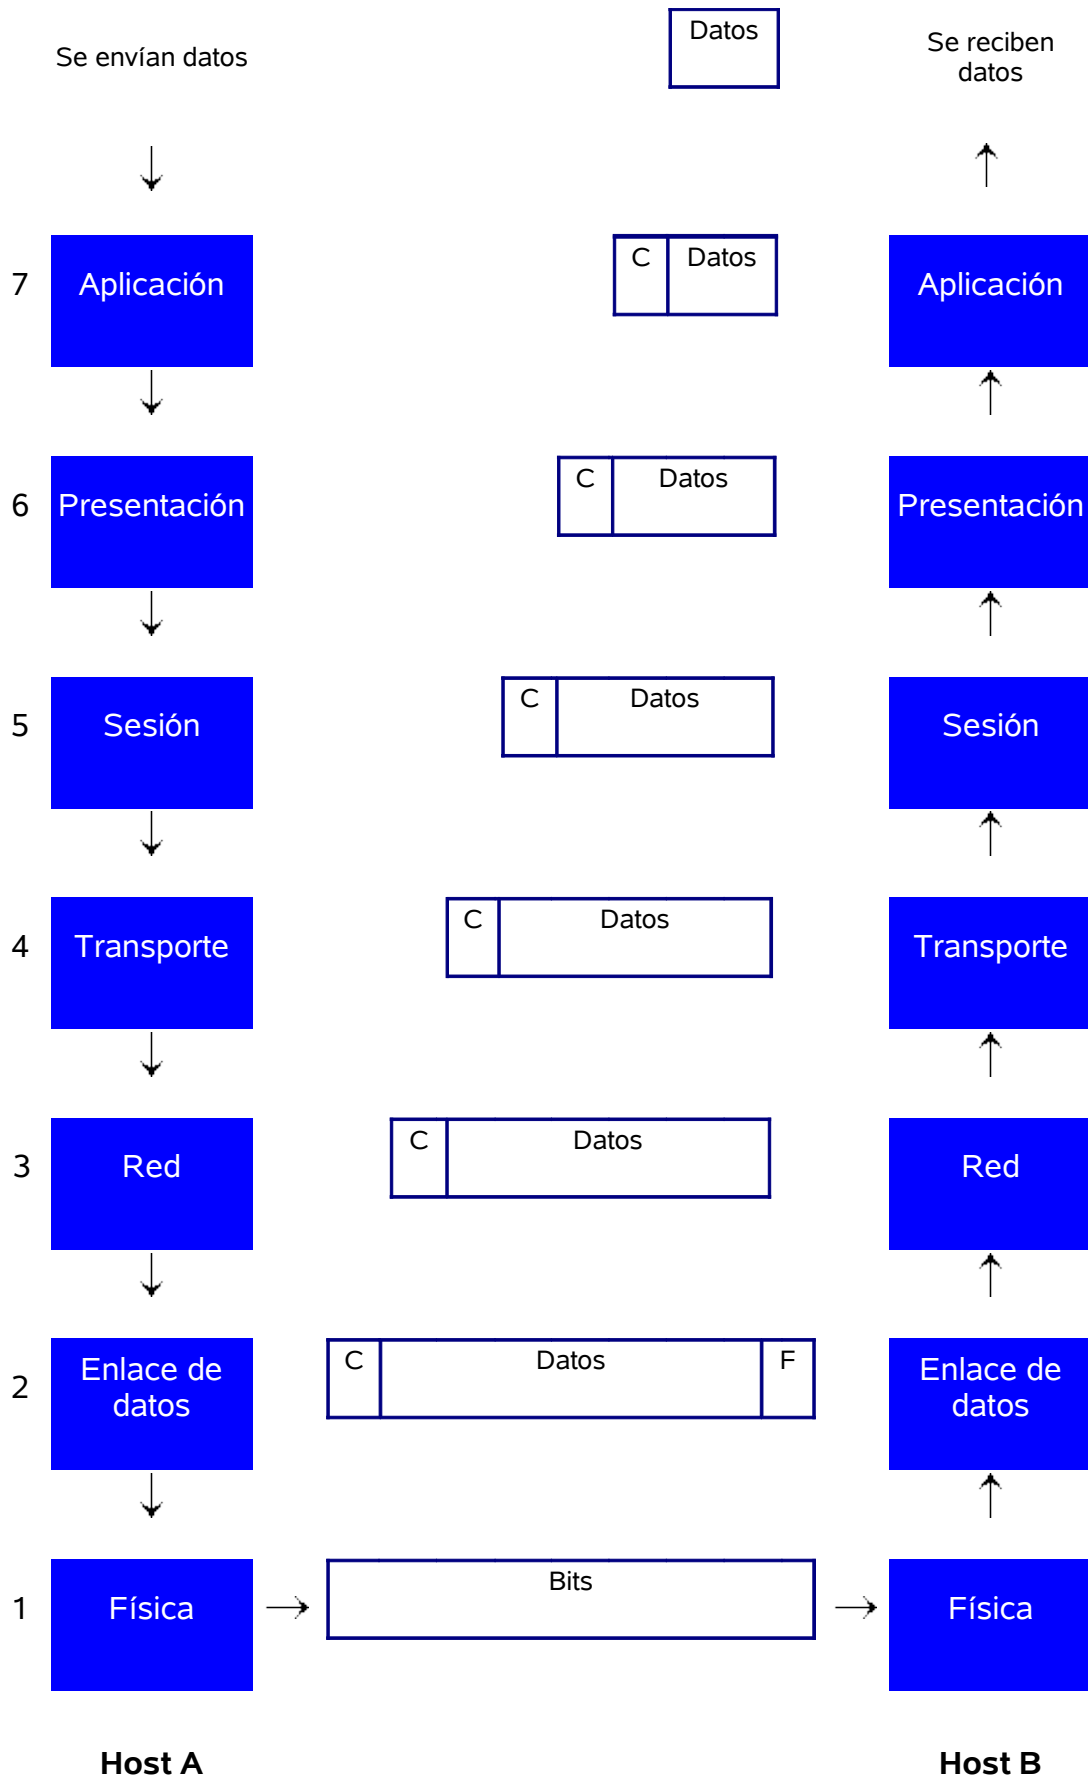 Se envían datos
Datos
Se reciben
datos
7
Aplicación
C
Datos
Aplicación
6
Presentación
C
Datos
Presentación
5
Sesión
C
Datos
Sesión
4
Transporte
C
Datos
Transporte
3
Red
C
Datos
Red
2
Enlace de
datos
C
Datos
F
Enlace de
datos
1
Física
Bits
Física
Host A
Host B